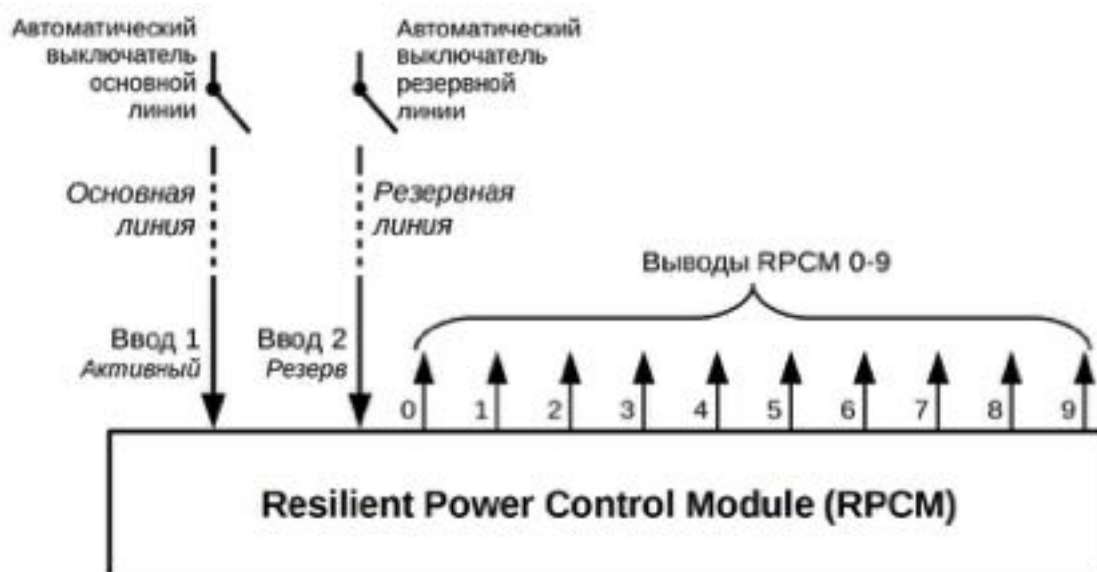 Автоматический
выключатель
основной
линии
Автоматический
выключатель
резервной
линии
Основная
линия
Резервная
линия
Выводы RPCM 0-9
Ввод 1
Активный
Ввод 2
Резерв
0 1 2 3 4 5 6 7 8 9
Resilient Power Control Module (RPCM)